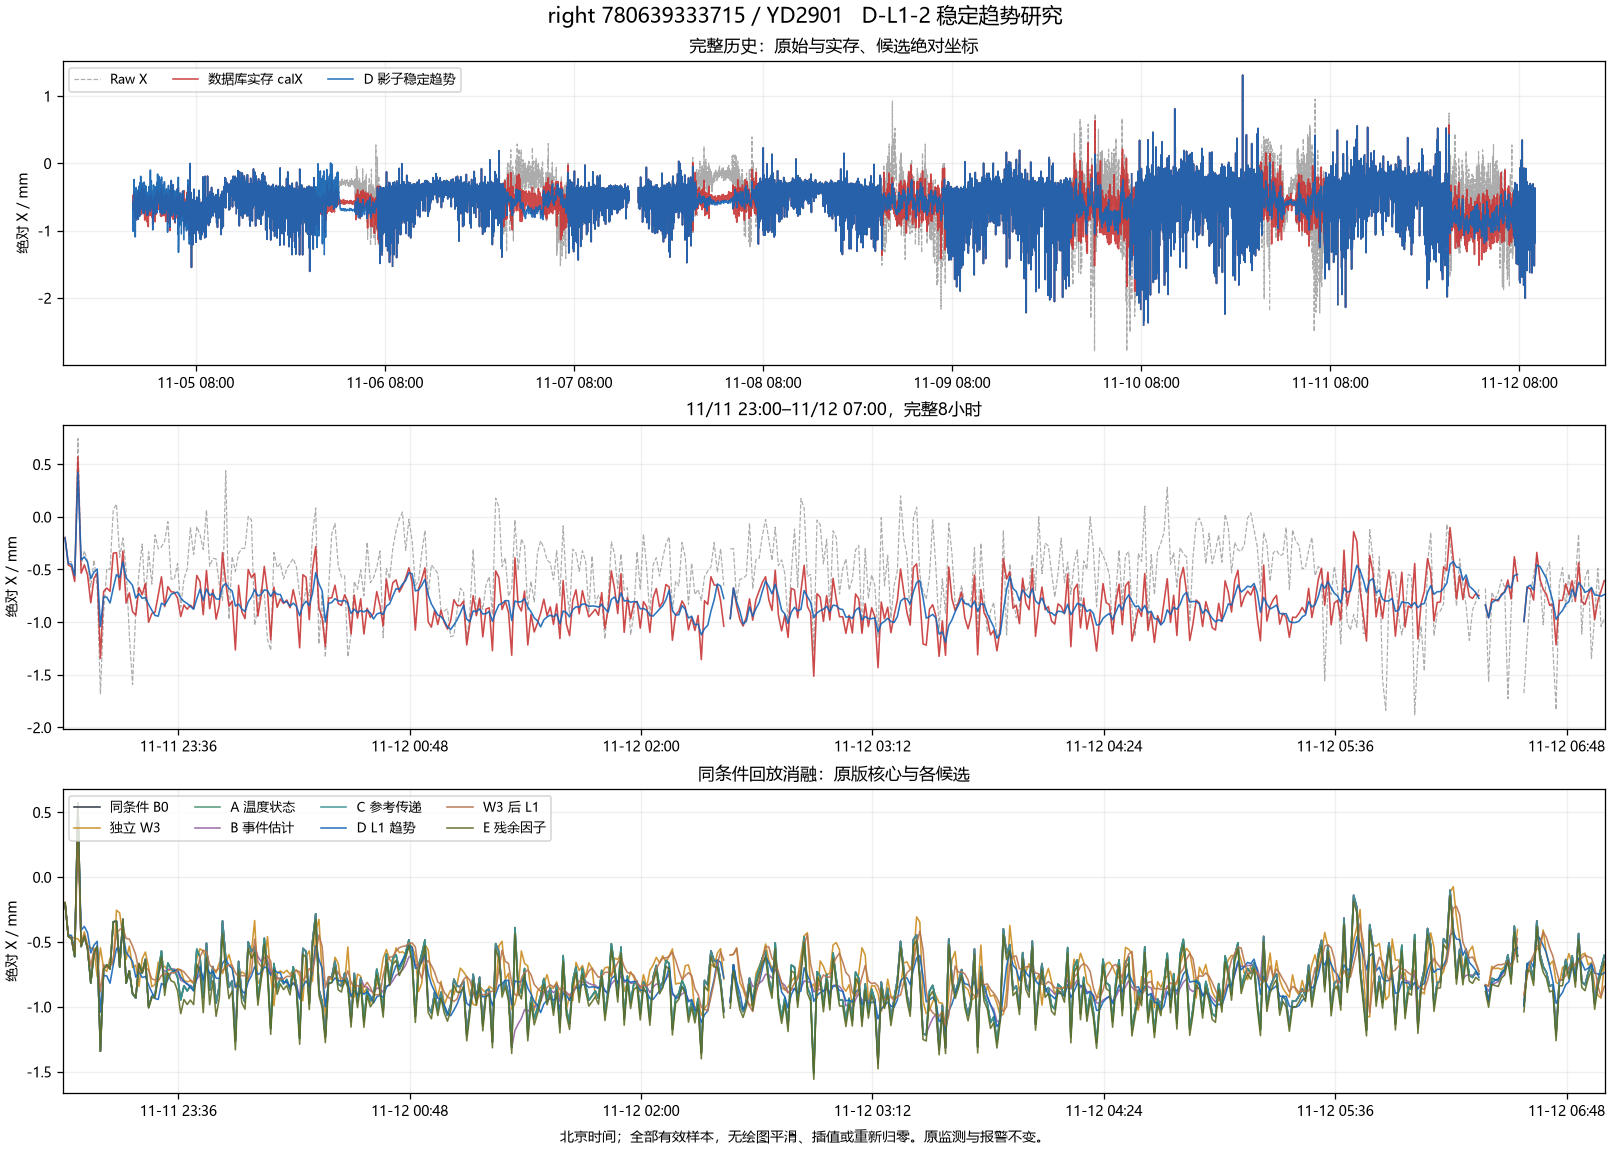 right 780639333715 / YD2901   D-L1-2 稳定趋势研究
完整历史：原始与实存、候选绝对坐标
Raw X   数据库实存 calX   D 影子稳定趋势
绝对 X / mm
1
0
-1
-2
11-05 08:00   11-06 08:00   11-07 08:00   11-08 08:00   11-09 08:00   11-10 08:00   11-11 08:00   11-12 08:00
11/11 23:00–11/12 07:00，完整8小时
绝对 X / mm
0.5
0.0
-0.5
-1.0
-1.5
-2.0
11-11 23:36   11-12 00:48   11-12 02:00   11-12 03:12   11-12 04:24   11-12 05:36   11-12 06:48
同条件回放消融：原版核心与各候选
同条件 B0   A 温度状态   C 参考传递   W3 后 L1
独立 W3   B 事件估计   D L1 趋势   E 残余因子
绝对 X / mm
0.5
0.0
-0.5
-1.0
-1.5
11-11 23:36   11-12 00:48   11-12 02:00   11-12 03:12   11-12 04:24   11-12 05:36   11-12 06:48
北京时间；全部有效样本，无绘图平滑、插值或重新归零。原监测与报警不变。